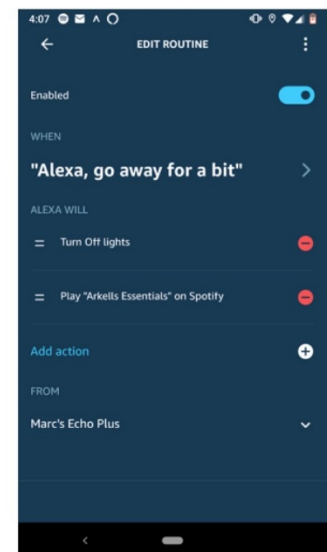 4:07
EDIT ROUTINE
Enabled
WHEN
"Alexa, go away for a bit"
ALEXA WILL
Turn Off lights
Play "Arkells Essentials" on Spotify
Add action
FROM
Marc's Echo Plus